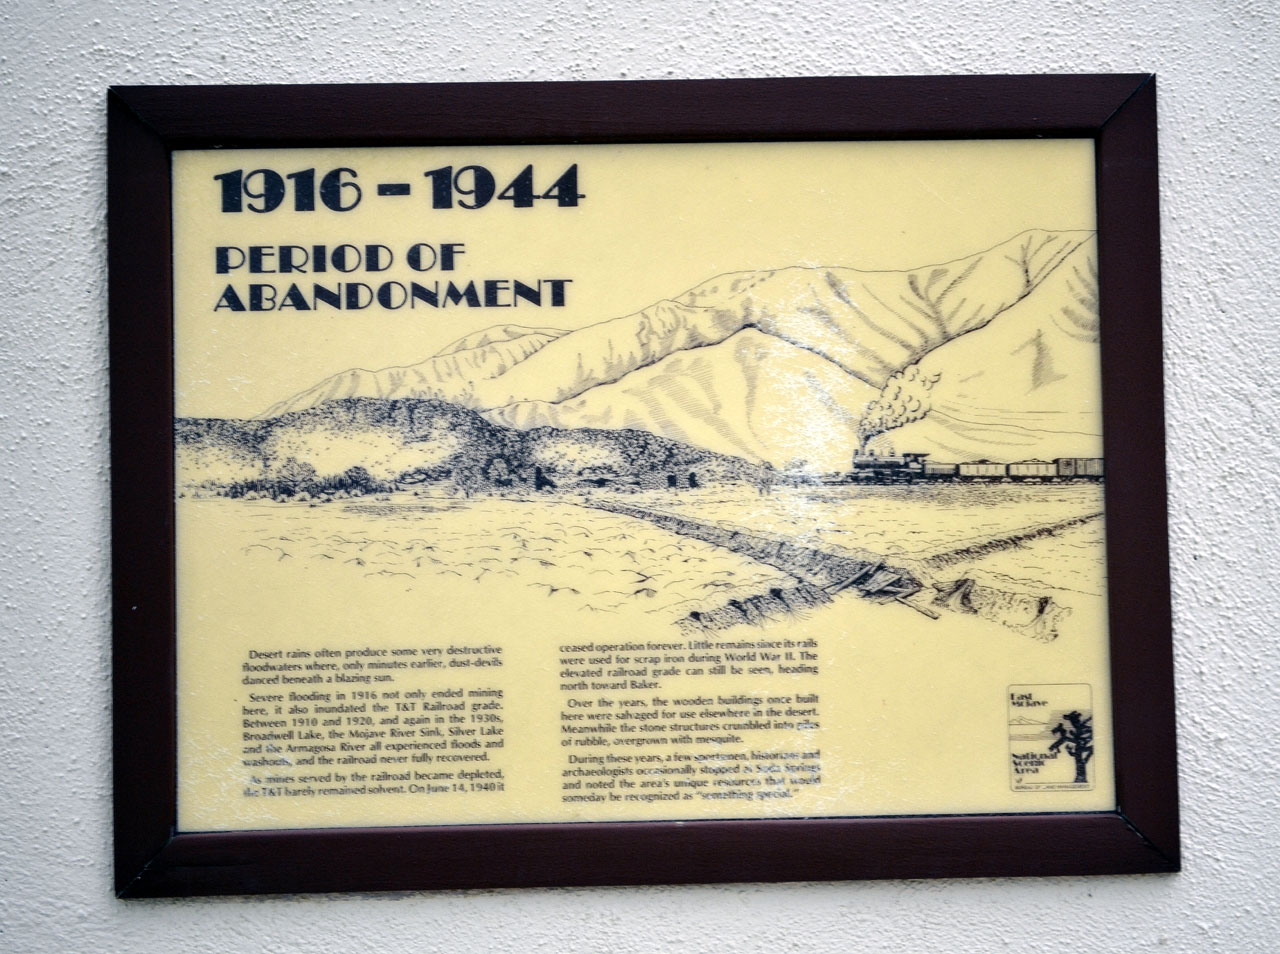 1916 – 1944
PERIOD OF
ABANDONMENT
Desert rains often produce some very destructive
floodwaters where, only minutes earlier, dust-devils
danced beneath a blazing sun.
Severe flooding in 1916 not only ended mining
here, it also inundated the T&T Railroad grade.
Between 1910 and 1920, and again in the 1930s,
Broadwell Lake, the Mojave River Sink, Silver Lake
and the Armagosa River all experienced floods and
washouts, and the railroad never fully recovered.
As mines served by the railroad became depleted,
the T&T barely remained solvent. On June 14, 1940 it
ceased operation forever. Little remains since its rails
were used for scrap iron during World War II. The
elevated railroad grade can still be seen, heading
north toward Baker.
Over the years, the wooden buildings once built
here were salvaged for use elsewhere in the desert.
Meanwhile the stone structures crumbled into piles
of rubble, overgrown with mesquite.
During these years, a few sportsmen, historians and
archaeologists occasionally stopped at Soda Springs
and noted the area's unique resources that would
someday be recognized as "something special."
East
Mojave
National
Scenic
Area
of
BUREAU OF LAND MANAGEMENT